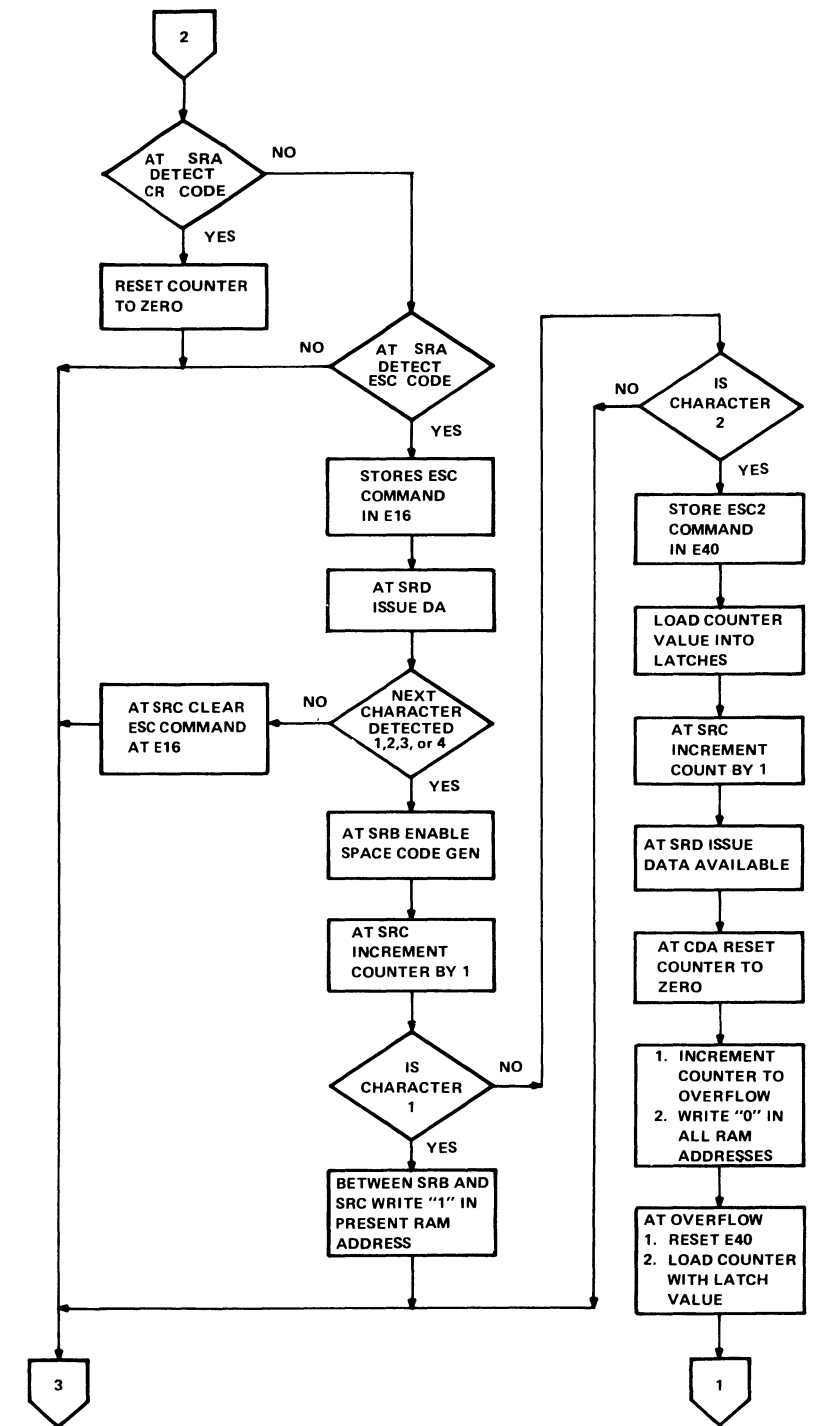 2
AT SRA
DETECT
CR CODE
NO
YES
RESET COUNTER
TO ZERO
AT SRA
DETECT
ESC CODE
NO
YES
STORES ESC
COMMAND
IN E16
AT SRD
ISSUE DA
NEXT
CHARACTER
DETECTED
1,2,3, or 4
NO
AT SRC CLEAR
ESC COMMAND
AT E16
YES
AT SRB ENABLE
SPACE CODE GEN
AT SRC
INCREMENT
COUNTER BY 1
IS
CHARACTER
1
NO
YES
BETWEEN SRB AND
SRC WRITE "1" IN
PRESENT RAM
ADDRESS
3
IS
CHARACTER
2
NO
YES
STORE ESC2
COMMAND
IN E40
LOAD COUNTER
VALUE INTO
LATCHES
AT SRC
INCREMENT
COUNT BY 1
AT SRD ISSUE
DATA AVAILABLE
AT CDA RESET
COUNTER TO
ZERO
1. INCREMENT
COUNTER TO
OVERFLOW
2. WRITE "0" IN
ALL RAM
ADDRESSES
AT OVERFLOW
1. RESET E40
2. LOAD COUNTER
WITH LATCH
VALUE
1